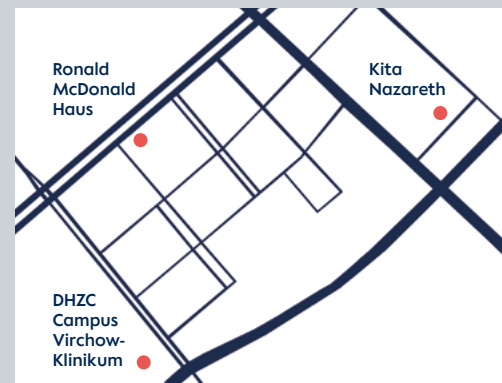 Ronald
McDonald
Haus
Kita
Nazareth
DHZC
Campus
Virchow-
Klinikum